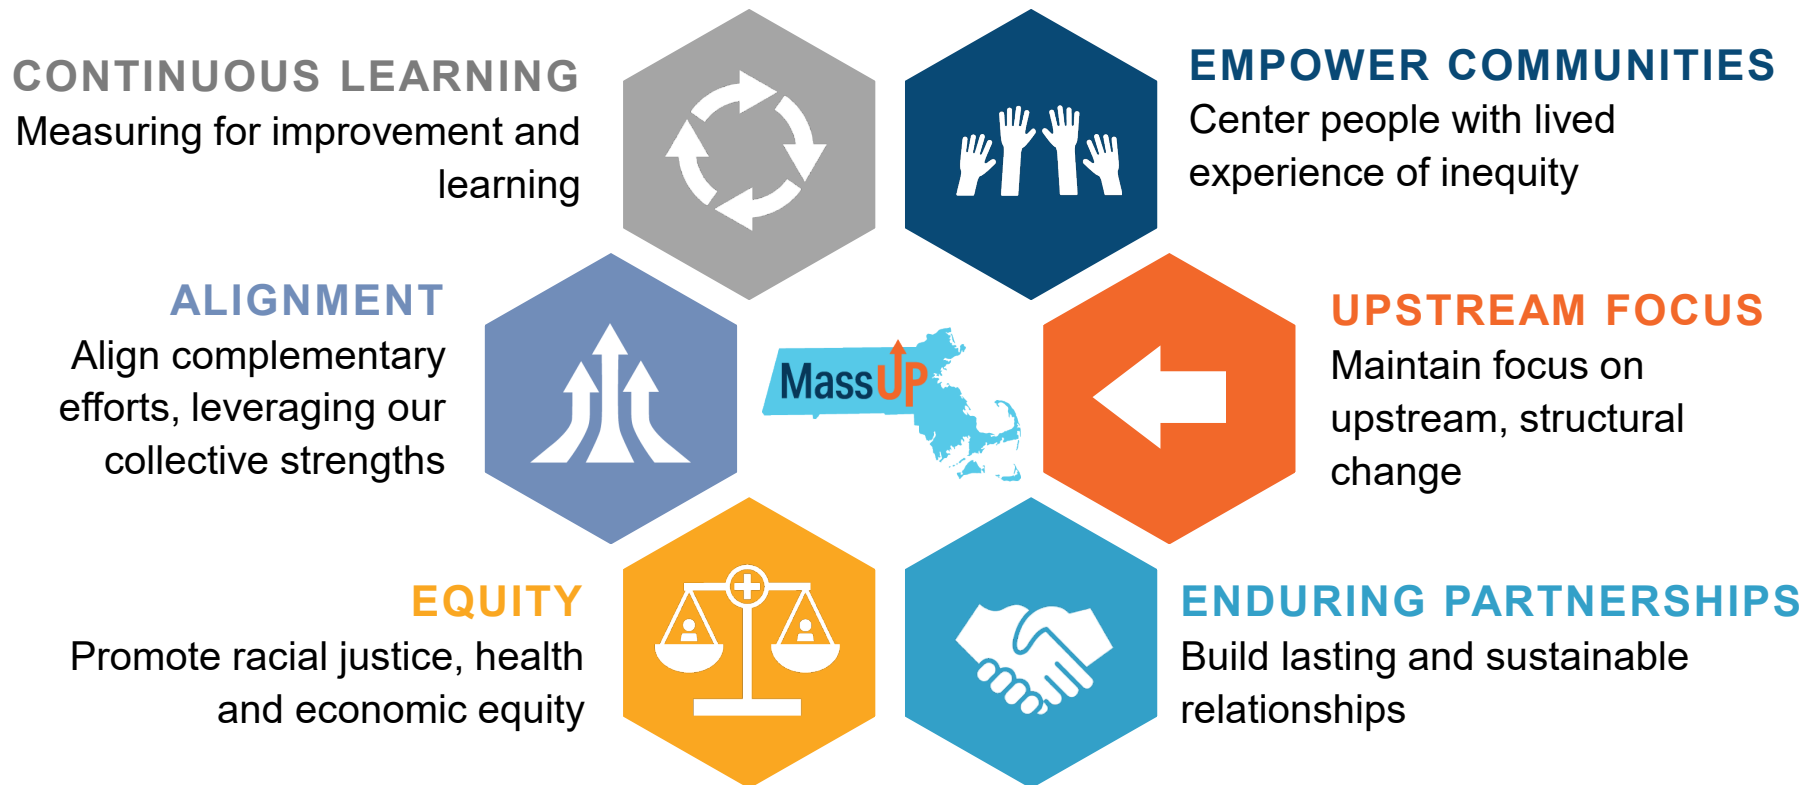 CONTINUOUS LEARNING
Measuring for improvement and
learning
EMPOWER COMMUNITIES
Center people with lived
experience of inequity
ALIGNMENT
Align complementary
efforts, leveraging our
collective strengths
MassUP
UPSTREAM FOCUS
Maintain focus on
upstream, structural
change
EQUITY
Promote racial justice, health
and economic equity
ENDURING PARTNERSHIPS
Build lasting and sustainable
relationships